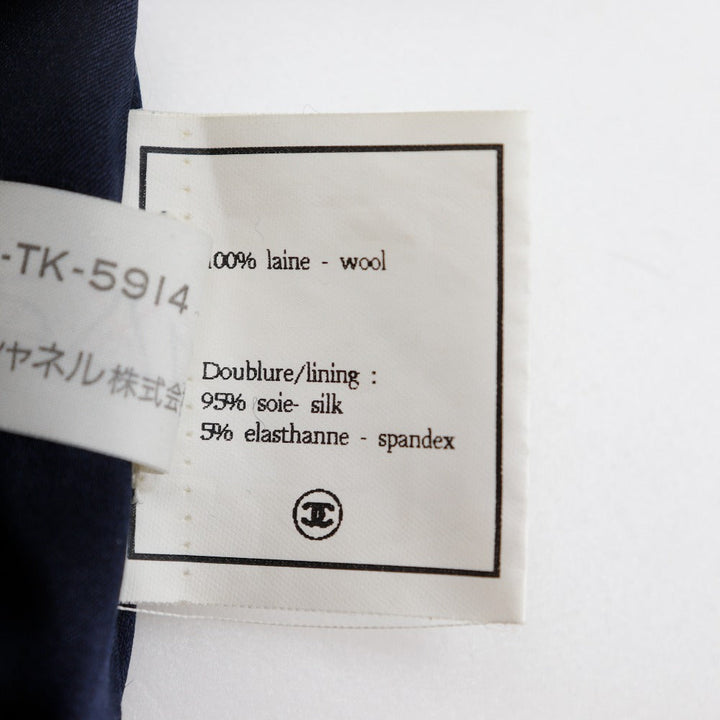 -TK-5914
シャネル株式会
100% laine - wool
Doublure/lining :
95% soie- silk
5% elasthanne - spandex